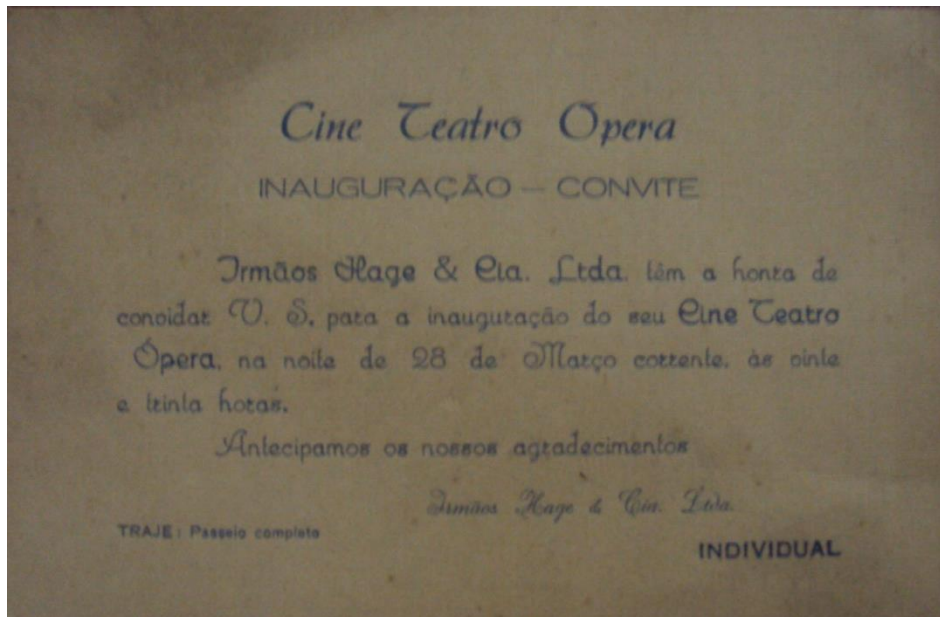 Cine Teatro Ópera
INAUGURAÇÃO — CONVITE
Irmãos Hage & Cia. Ltda. têm a honra de
convidar V. S. para a inauguração do seu Cine Teatro
Ópera, na noite de 28 de Março corrente, às vinte
e trinta horas.
Antecipamos os nossos agradecimentos
Irmãos Hage & Cia. Ltda.
TRAJE: Passeio completo
INDIVIDUAL